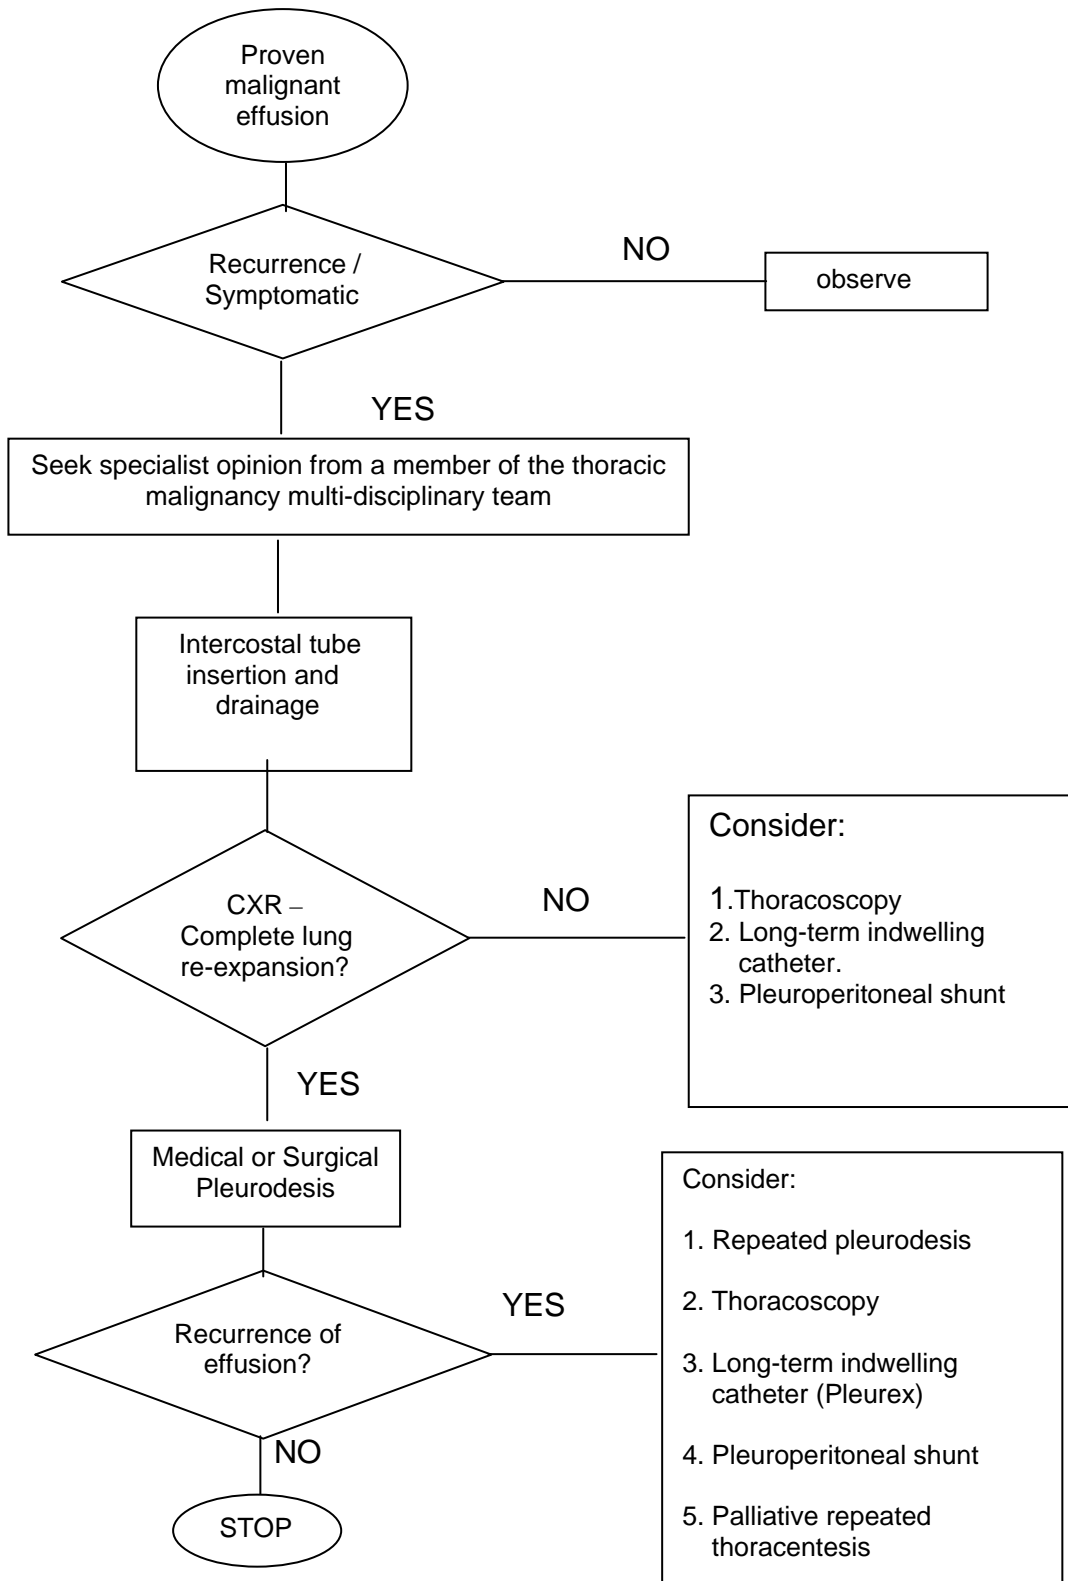 Proven
malignant
effusion
Recurrence /
Symptomatic
NO
observe
YES
Seek specialist opinion from a member of the thoracic
malignancy multi-disciplinary team
Intercostal tube
insertion and
drainage
CXR –
Complete lung
re-expansion?
NO
Consider:
1.Thoracoscopy
2. Long-term indwelling
catheter.
3. Pleuroperitoneal shunt
YES
Medical or Surgical
Pleurodesis
Recurrence of
effusion?
YES
Consider:
1. Repeated pleurodesis
2. Thoracoscopy
3. Long-term indwelling
catheter (Pleurex)
4. Pleuroperitoneal shunt
5. Palliative repeated
thoracentesis
NO
STOP